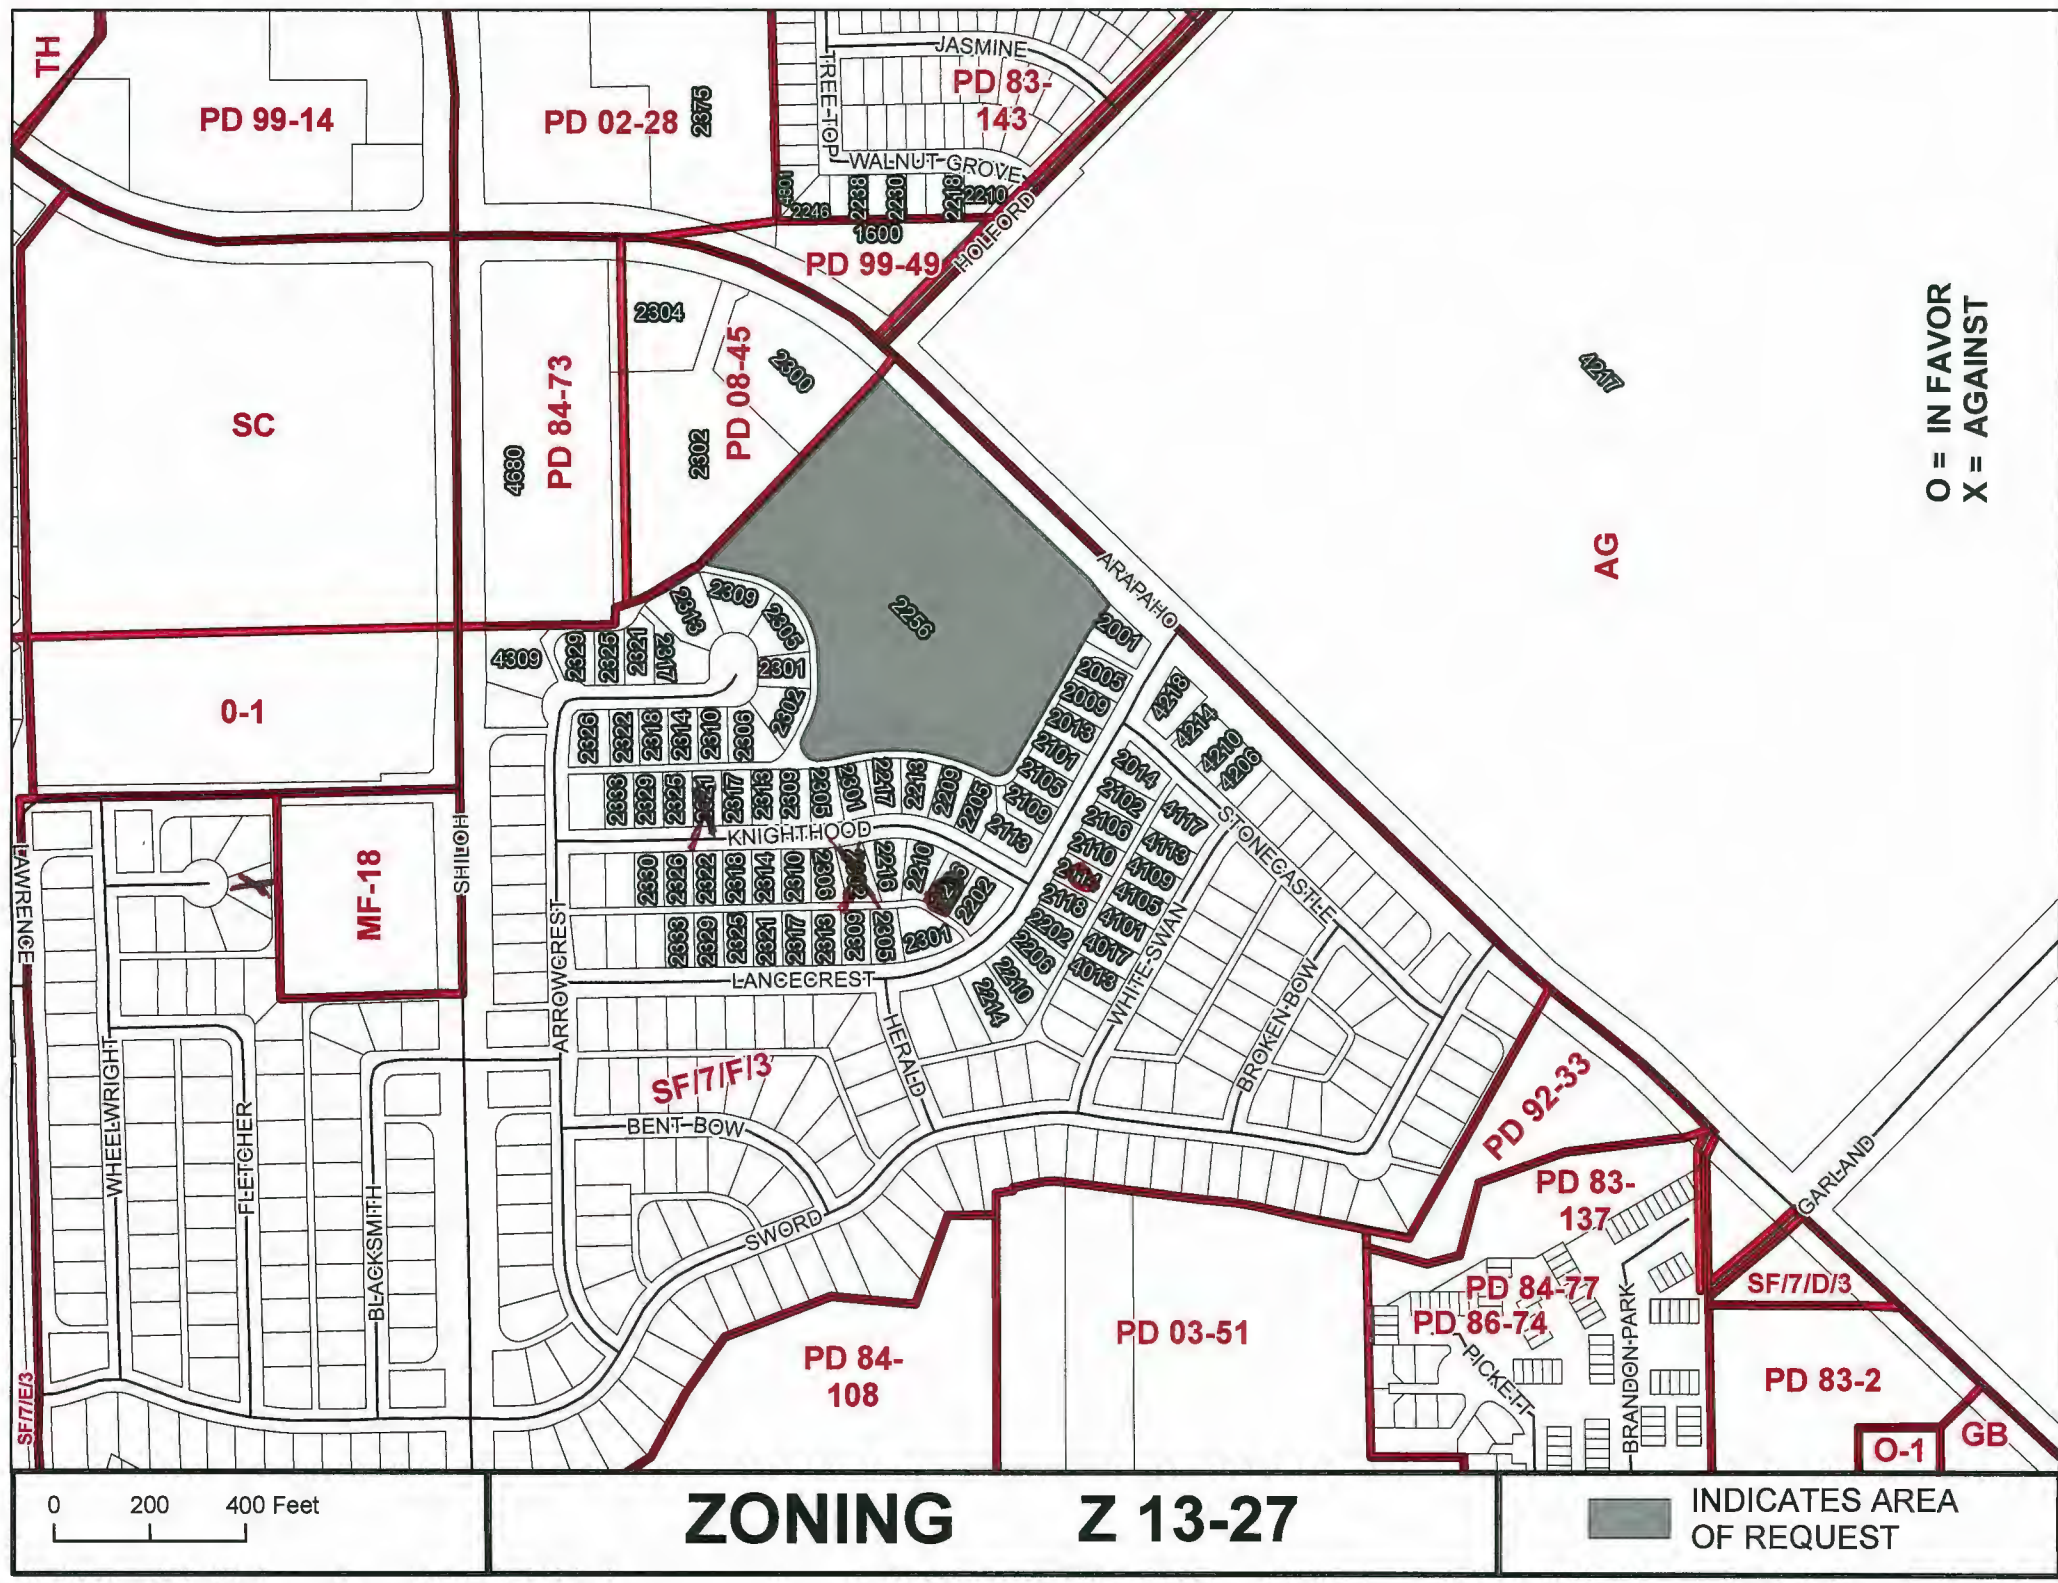 TH
PD 99-14
PD 02-28
2375
TREE-TOP
JASMINE
PD 83-
143
WALNUT-GROVE
4801
2246
2238
2230
2218
2210
1600
PD 99-49
HOLFORD
SC
2304
PD 84-73
4680
PD 08-45
2300
2302
4217
O = IN FAVOR
X = AGAINST
AG
ARAPAHO
2256
2309
2313
2305
2301
2302
4309
2329
2325
2321
2317
2001
2005
2009
2013
2101
2105
2109
2113
4218
4214
4210
4206
0-1
2326
2322
2318
2314
2310
2306
2333
2329
2325
2321
2317
2313
2309
2305
2301
2217
2213
2209
2205
KNIGHTHOOD
2014
2102
2106
2110
2114
2118
2202
2206
2210
2214
4117
4113
4109
4105
4101
4017
4013
STONECASTLE
WHITE-SWAN
BROKEN-BOW
HOLTSH
LAWRENCE
MF-18
2330
2326
2322
2318
2314
2310
2306
2302
2216
2210
2202
2333
2329
2325
2321
2317
2313
2309
2305
2301
ARROWCREST
LANCECREST
HERALD
WHEELWRIGHT
FLETCHER
BLACKSMITH
SF/7/F/3
BENT-BOW
SWORD
PD 92-33
PD 83-
137
GARLAND
PD 84-77
PD 86-74
SF/7/D/3
PICKETT
BRANDON-PARK
PD 84-
108
PD 03-51
PD 83-2
O-1
GB
SF/7/E/3
0 200 400 Feet
ZONING Z 13-27
INDICATES AREA
OF REQUEST